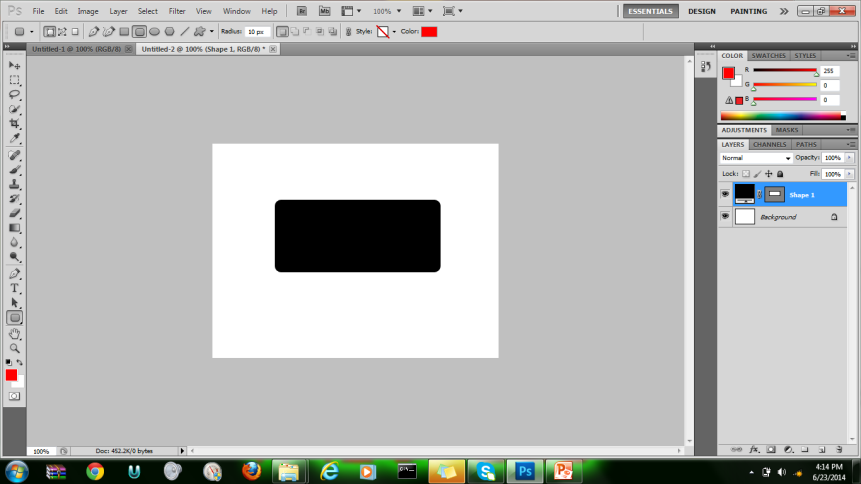 Ps File Edit Image Layer Select Filter View Window Help Br Mb 100% ESSENTIALS DESIGN PAINTING
Radius: 10 px Style: Color:
Untitled-1 @ 100% (RGB/8) Untitled-2 @ 100% (Shape 1, RGB/8) *
COLOR SWATCHES STYLES
R 255
G 0
B 0
ADJUSTMENTS MASKS
LAYERS CHANNELS PATHS
Normal Opacity: 100%
Lock: Fill: 100%
Shape 1
Background
T
100% Doc: 452.2K/0 bytes
fx
U C:\ S Ps P
4:14 PM
6/23/2014